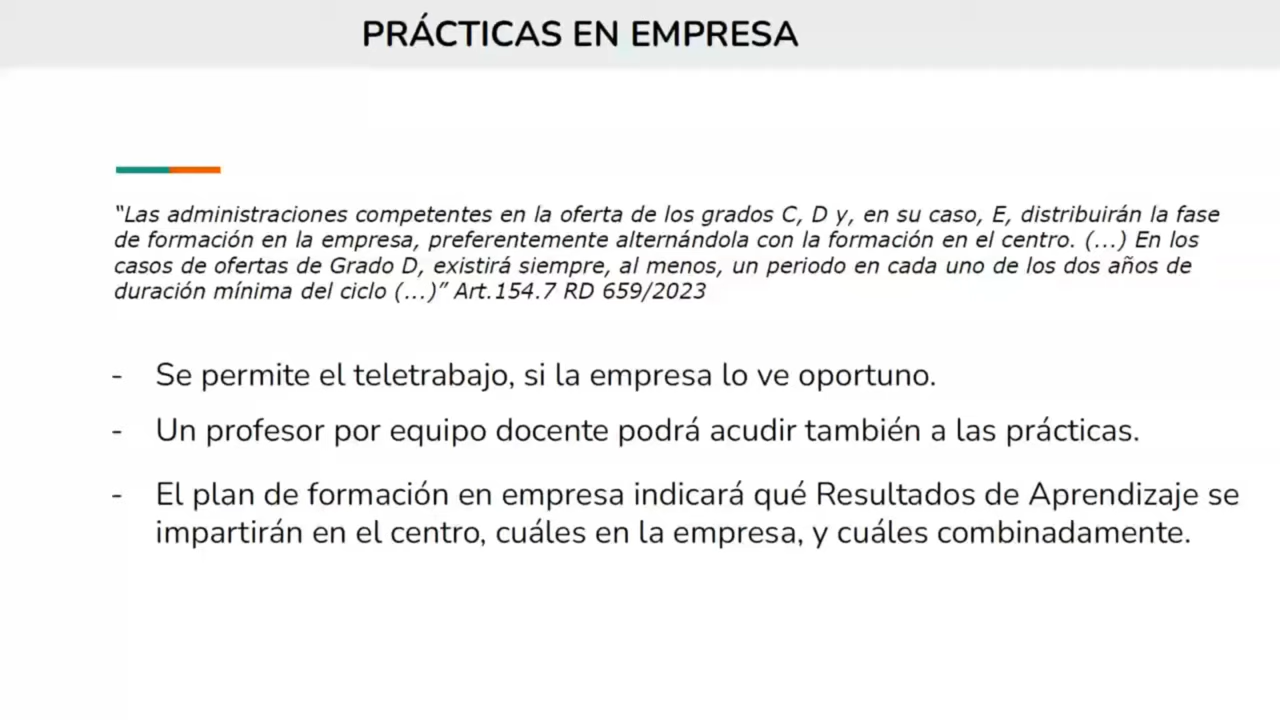 PRÁCTICAS EN EMPRESA
“Las administraciones competentes en la oferta de los grados C, D y, en su caso, E, distribuirán la fase
de formación en la empresa, preferentemente alternándola con la formación en el centro. (...) En los
casos de ofertas de Grado D, existirá siempre, al menos, un periodo en cada uno de los dos años de
duración mínima del ciclo (...)” Art.154.7 RD 659/2023
- Se permite el teletrabajo, si la empresa lo ve oportuno.
- Un profesor por equipo docente podrá acudir también a las prácticas.
- El plan de formación en empresa indicará qué Resultados de Aprendizaje se
impartirán en el centro, cuáles en la empresa, y cuáles combinadamente.